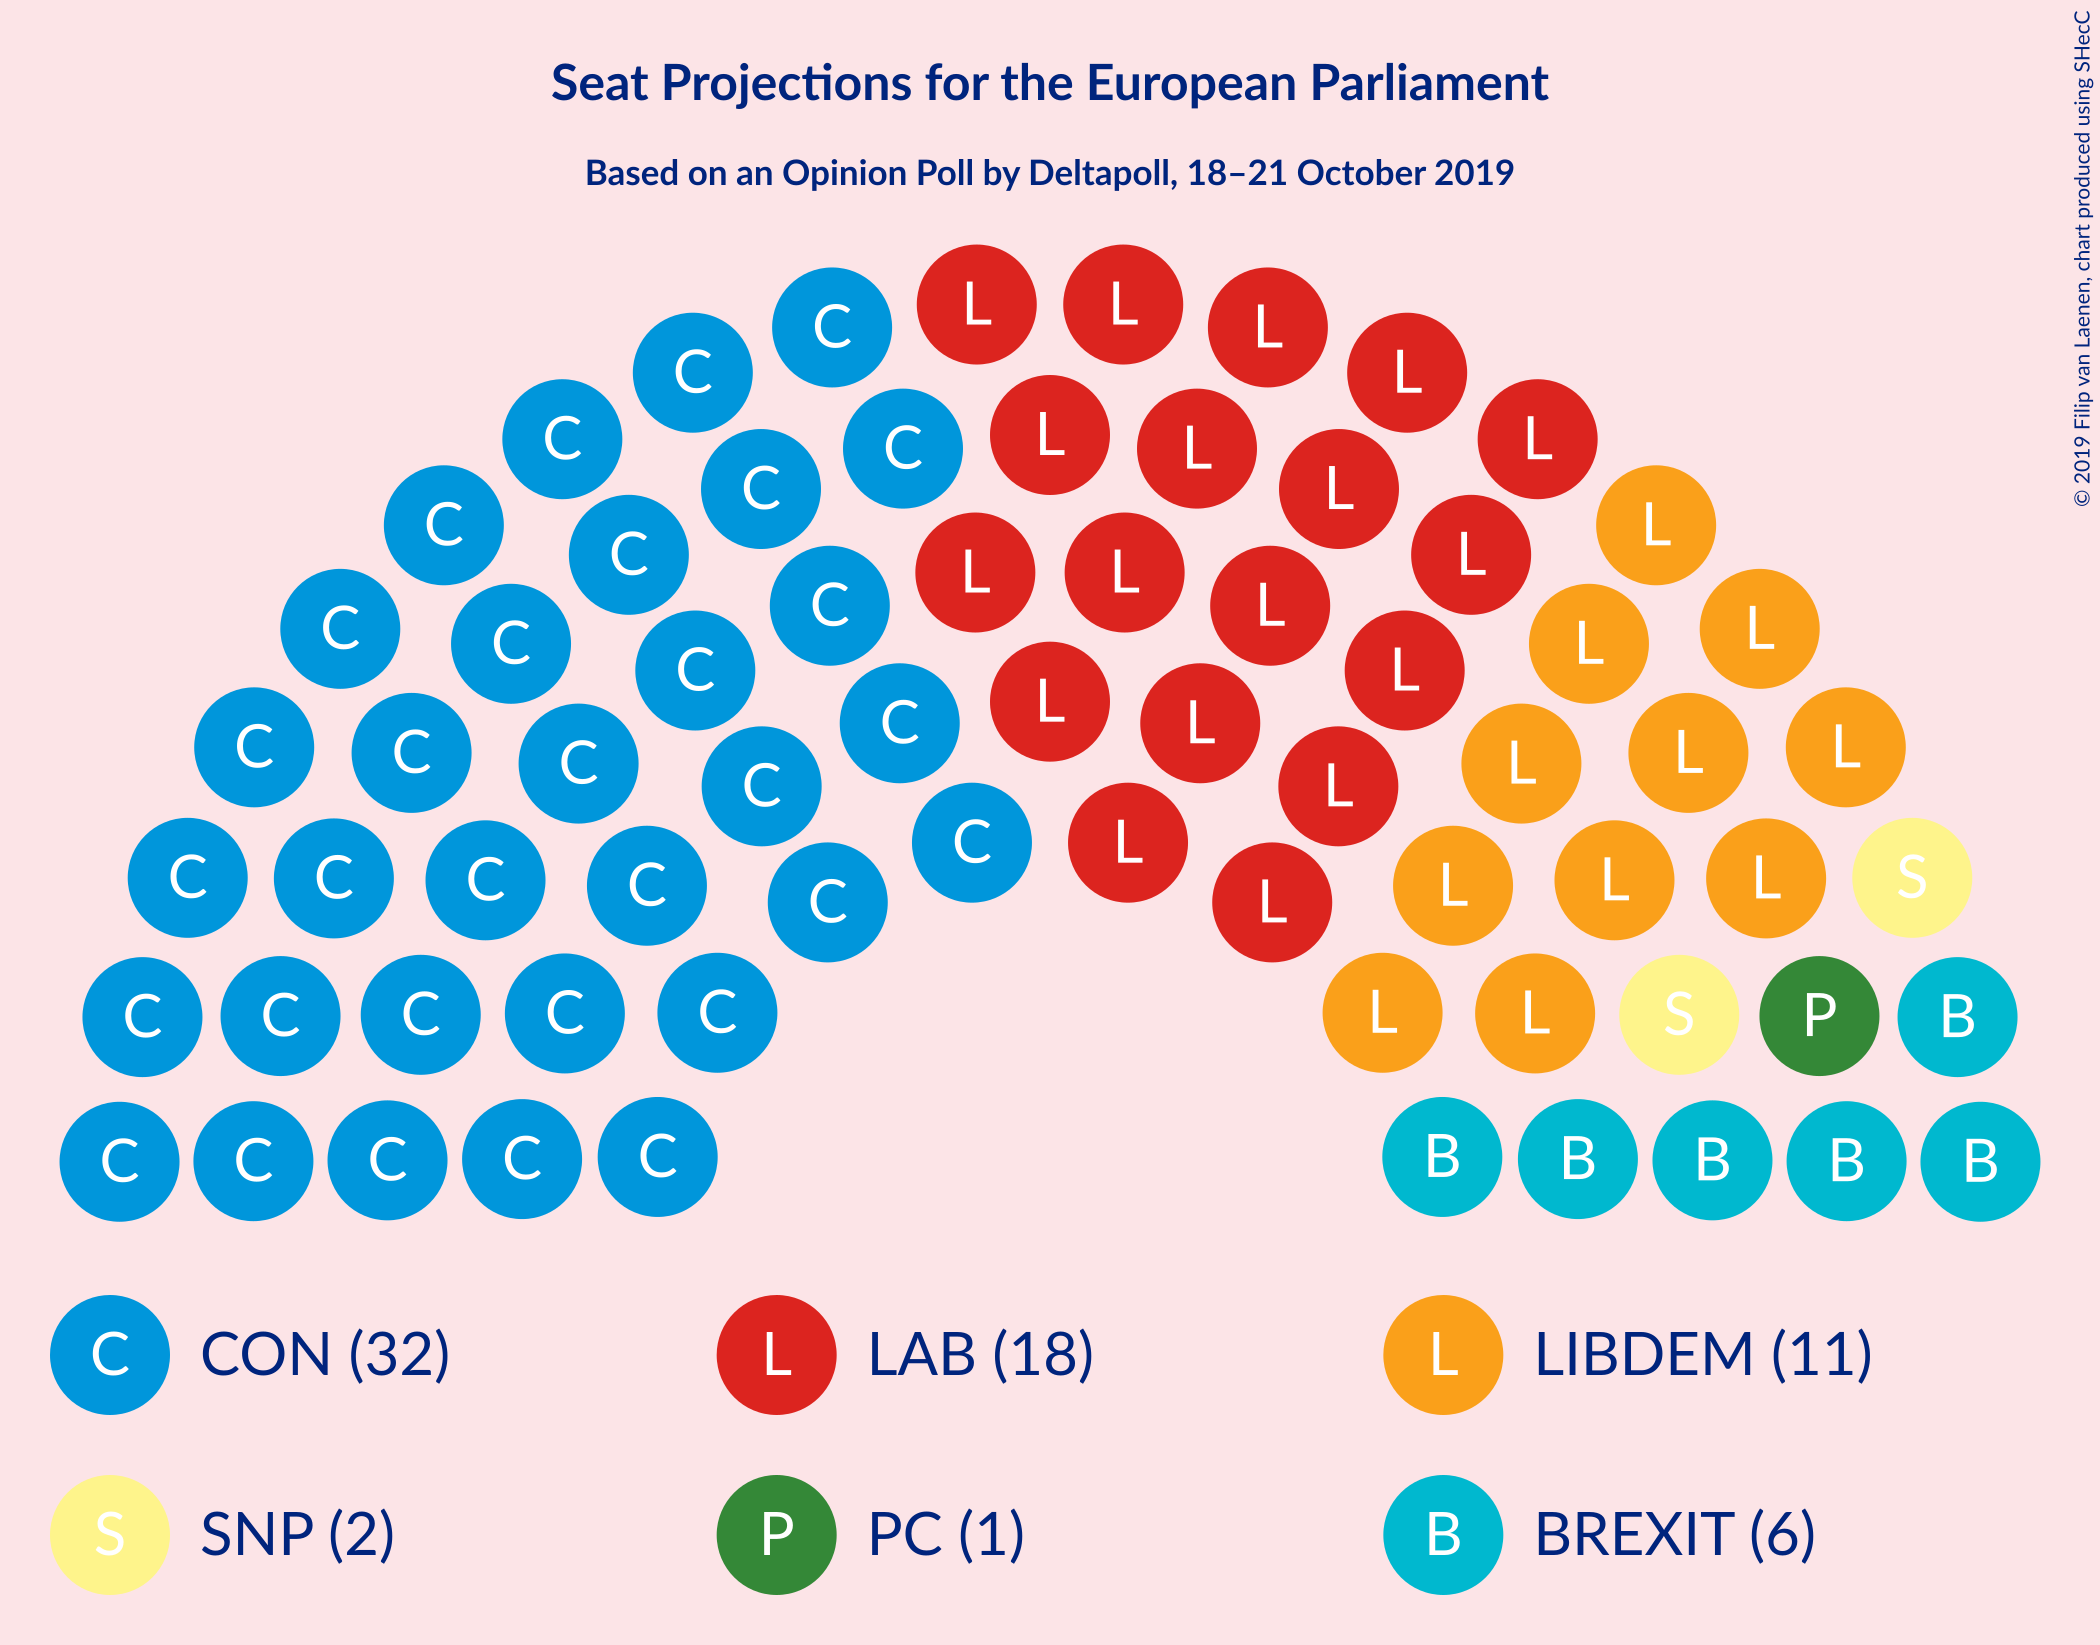 Seat Projections for the European Parliament
Based on an Opinion Poll by Deltapoll, 18–21 October 2019
© 2019 Filip van Laenen, chart produced using SHecC
L L
C L
C L
L
C C L L
C L
C L
C L
C L L L
C L
C L L
C L
C L
L
C L
C L
C C L L
C L
C L
C L
C C C L L S
C C L L
C L
C C C C C L L S P B
C C C C C B B B B B
C CON (32) L LAB (18) L LIBDEM (11)
S SNP (2) P PC (1) B BREXIT (6)